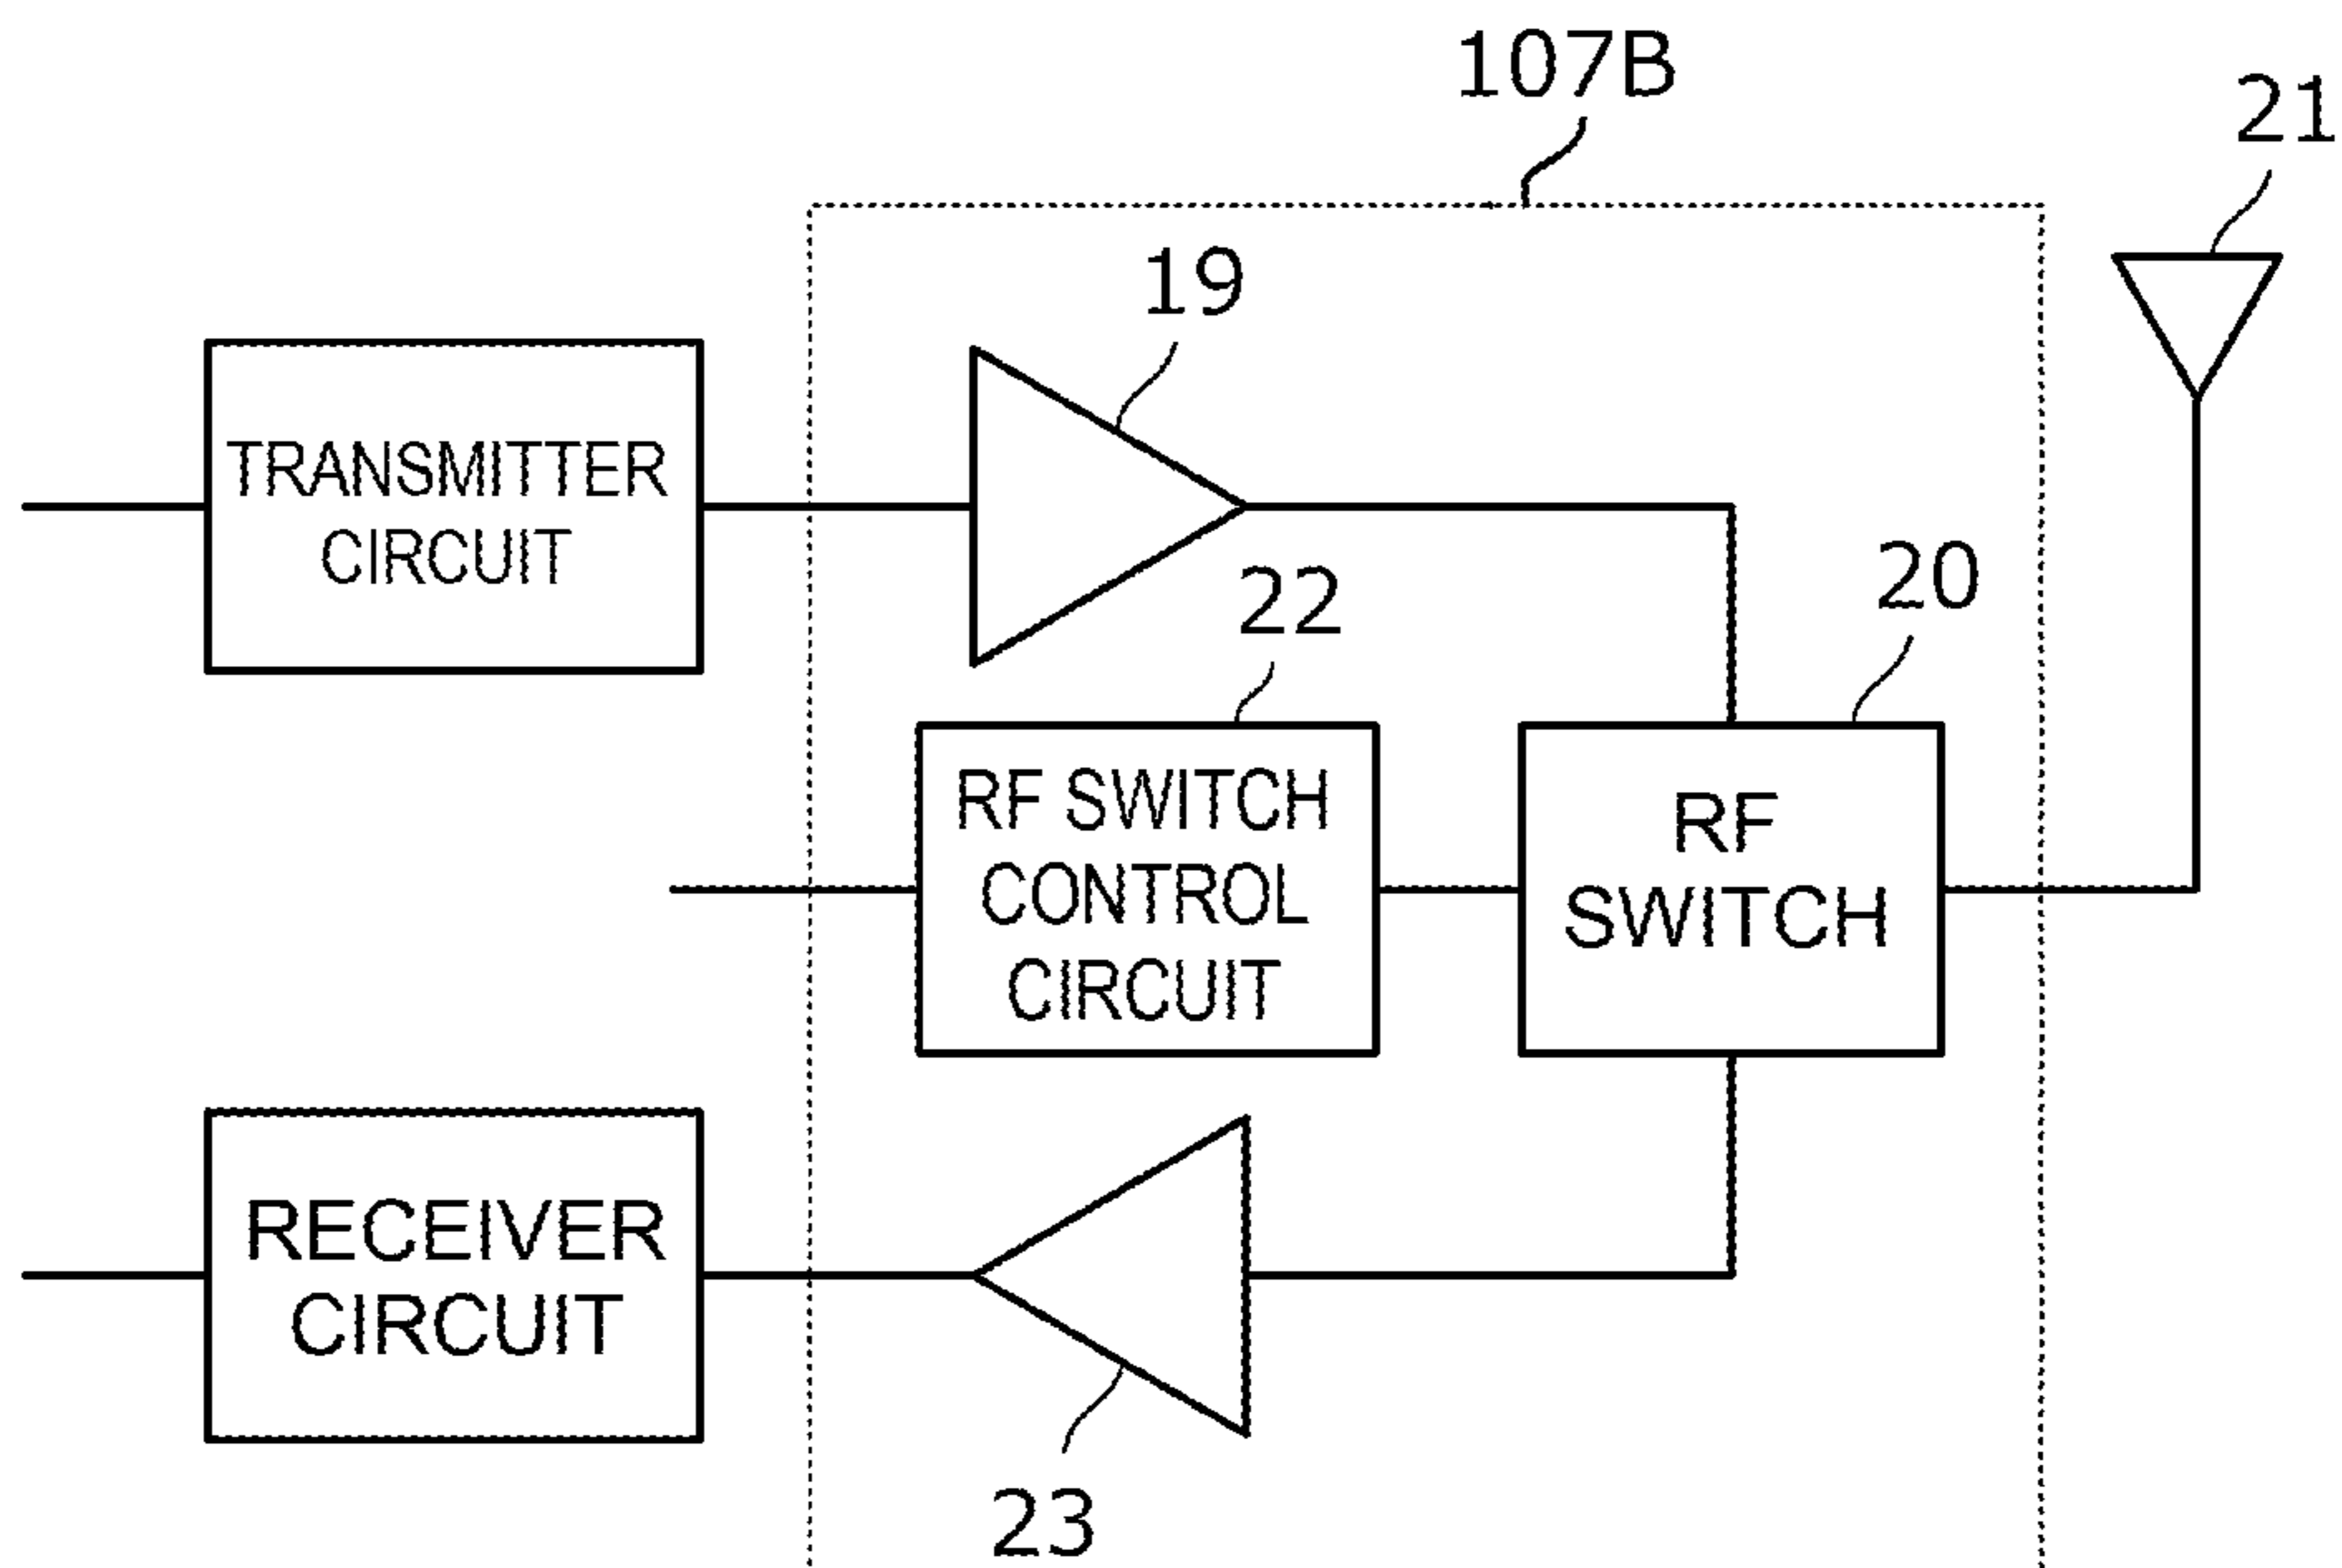 107B
21
19
TRANSMITTER
CIRCUIT
22
20
RF SWITCH
CONTROL
CIRCUIT
RF
SWITCH
RECEIVER
CIRCUIT
23